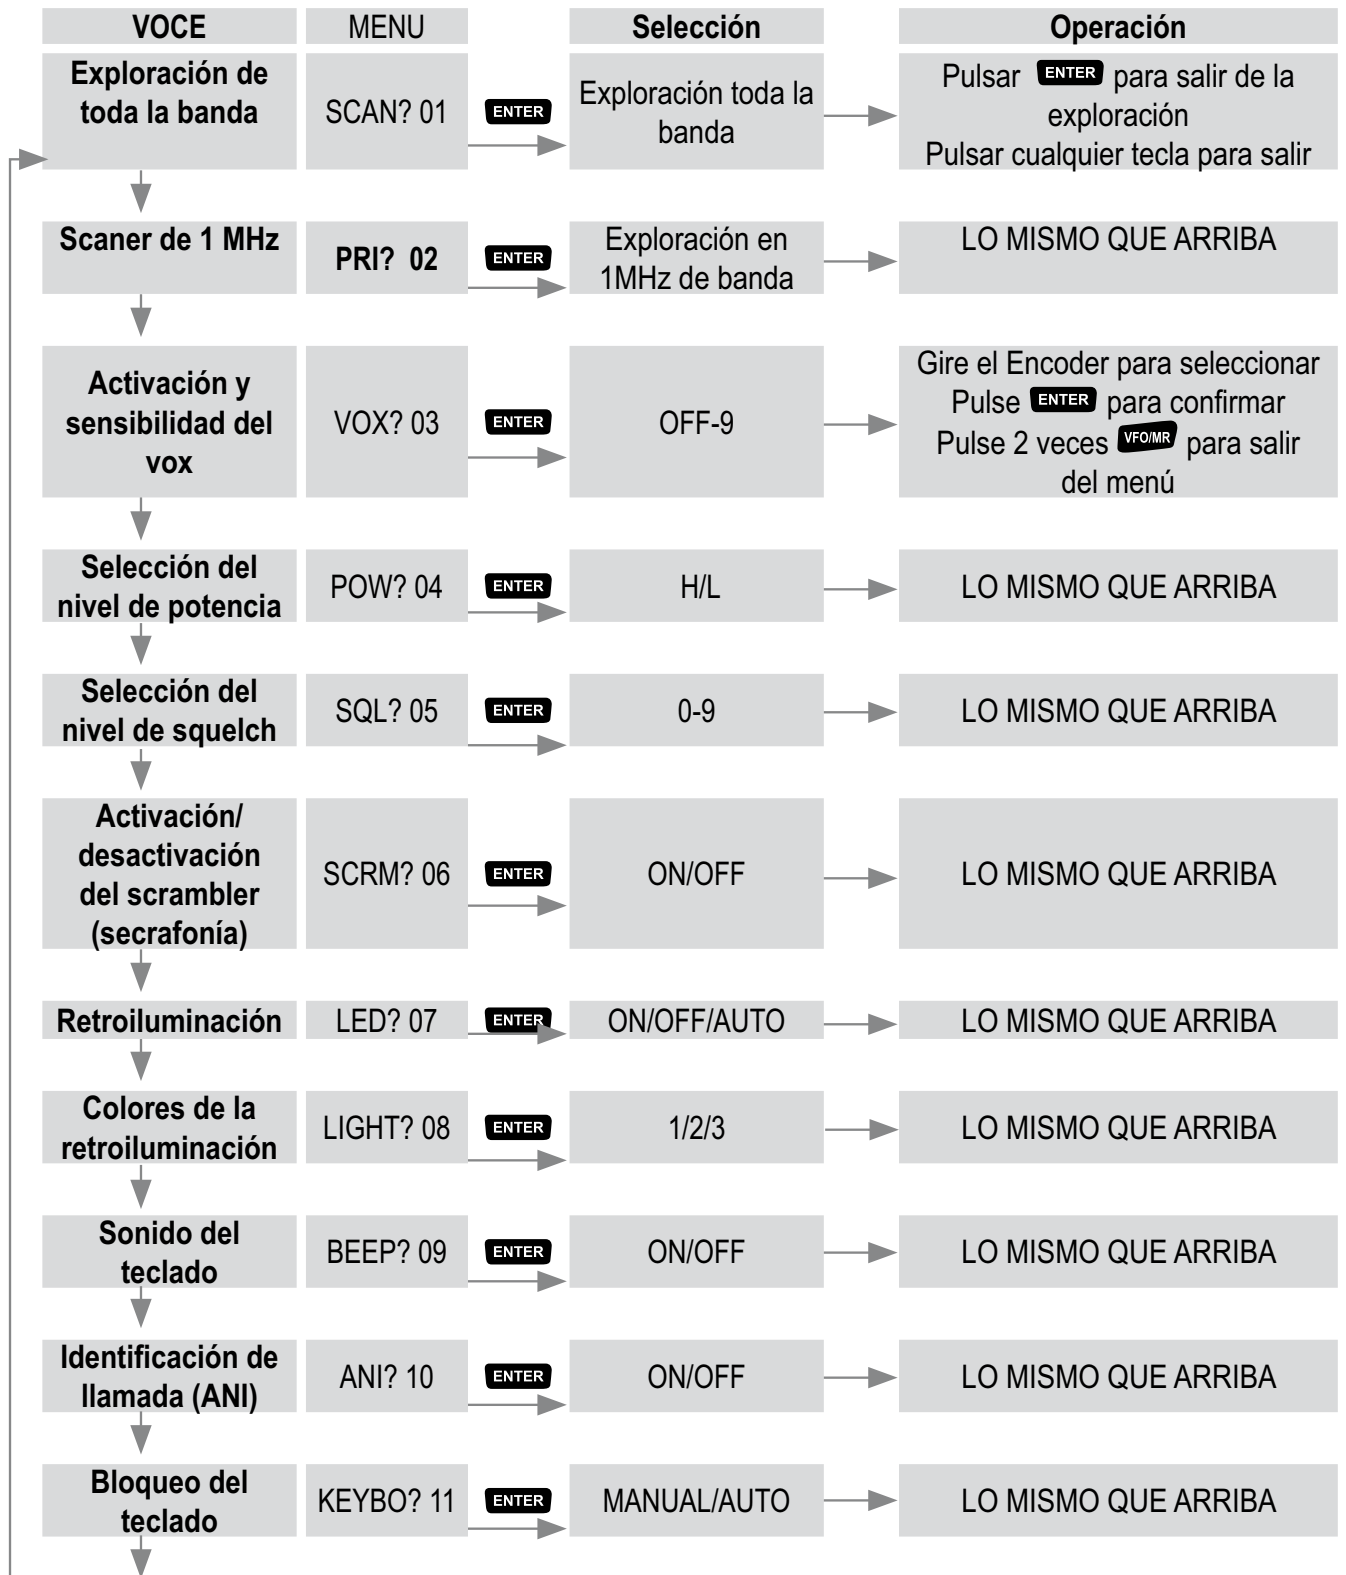 VOCE MENU Selección Operación
Exploración de
toda la banda
SCAN? 01
ENTER
Exploración toda la
banda
Pulsar ENTER para salir de la
exploración
Pulsar cualquier tecla para salir
Scaner de 1 MHz
PRI? 02
ENTER
Exploración en
1MHz de banda
LO MISMO QUE ARRIBA
Activación y
sensibilidad del
vox
VOX? 03
ENTER
OFF-9
Gire el Encoder para seleccionar
Pulse ENTER para confirmar
Pulse 2 veces VFO/MR para salir
del menú
Selección del
nivel de potencia
POW? 04
ENTER
H/L
LO MISMO QUE ARRIBA
Selección del
nivel de squelch
SQL? 05
ENTER
0-9
LO MISMO QUE ARRIBA
Activación/
desactivación
del scrambler
(secrafonía)
SCRM? 06
ENTER
ON/OFF
LO MISMO QUE ARRIBA
Retroiluminación
LED? 07
ENTER
ON/OFF/AUTO
LO MISMO QUE ARRIBA
Colores de la
retroiluminación
LIGHT? 08
ENTER
1/2/3
LO MISMO QUE ARRIBA
Sonido del
teclado
BEEP? 09
ENTER
ON/OFF
LO MISMO QUE ARRIBA
Identificación de
llamada (ANI)
ANI? 10
ENTER
ON/OFF
LO MISMO QUE ARRIBA
Bloqueo del
teclado
KEYBO? 11
ENTER
MANUAL/AUTO
LO MISMO QUE ARRIBA